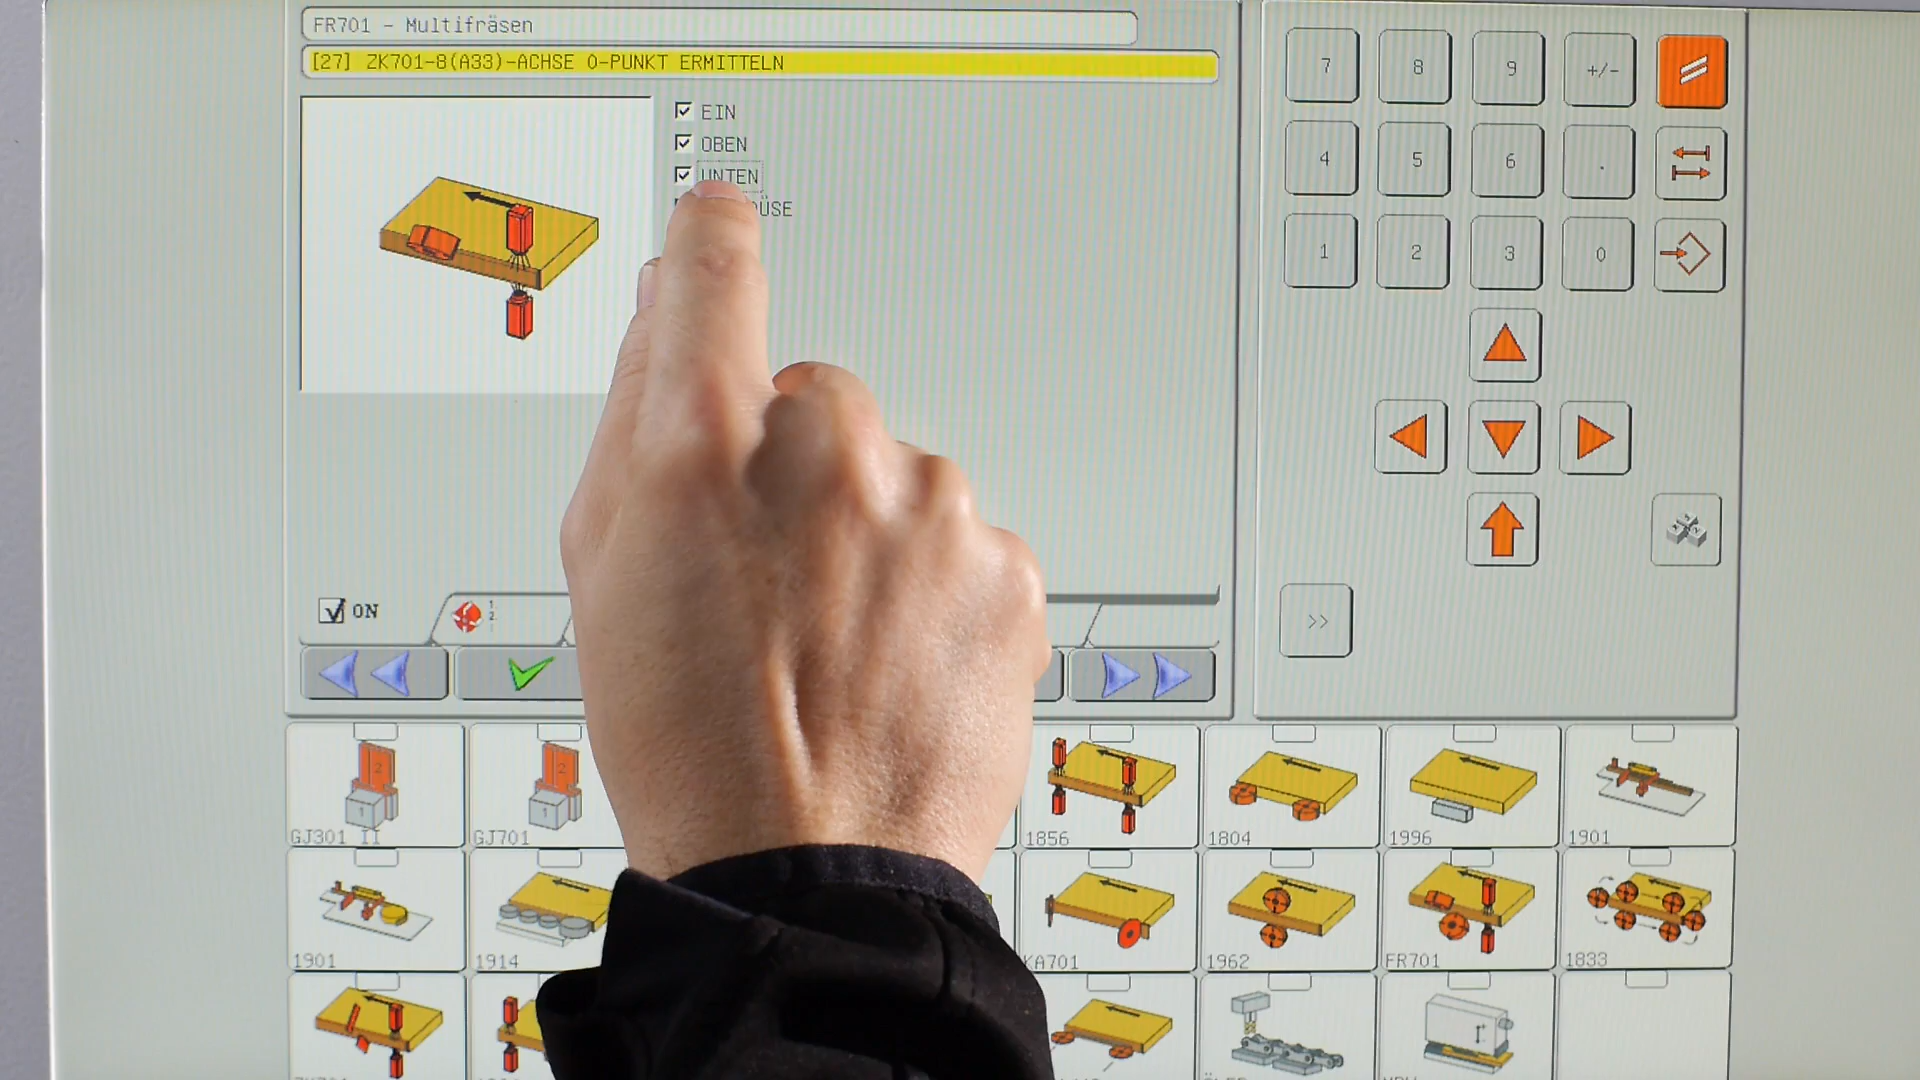 FR701 - Multifräsen
[27] ZK701-8(A33)-ACHSE 0-PUNKT ERMITTELN
EIN
OBEN
UNTEN
ON
7 8 9 +/-
4 5 6 .
1 2 3 0
>>
GJ301 II
GJ701
1856
1804
1996
1901
1901
1914
KA701
1962
FR701
1833